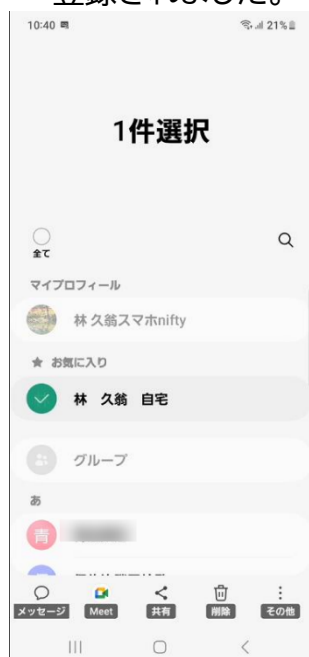 登録されました。
10:40 21%
1件選択
全て
マイプロフィール
林 久翁スマホnifty
★ お気に入り
林 久翁 自宅
グループ
あ
青
メッセージ Meet 共有 削除 その他